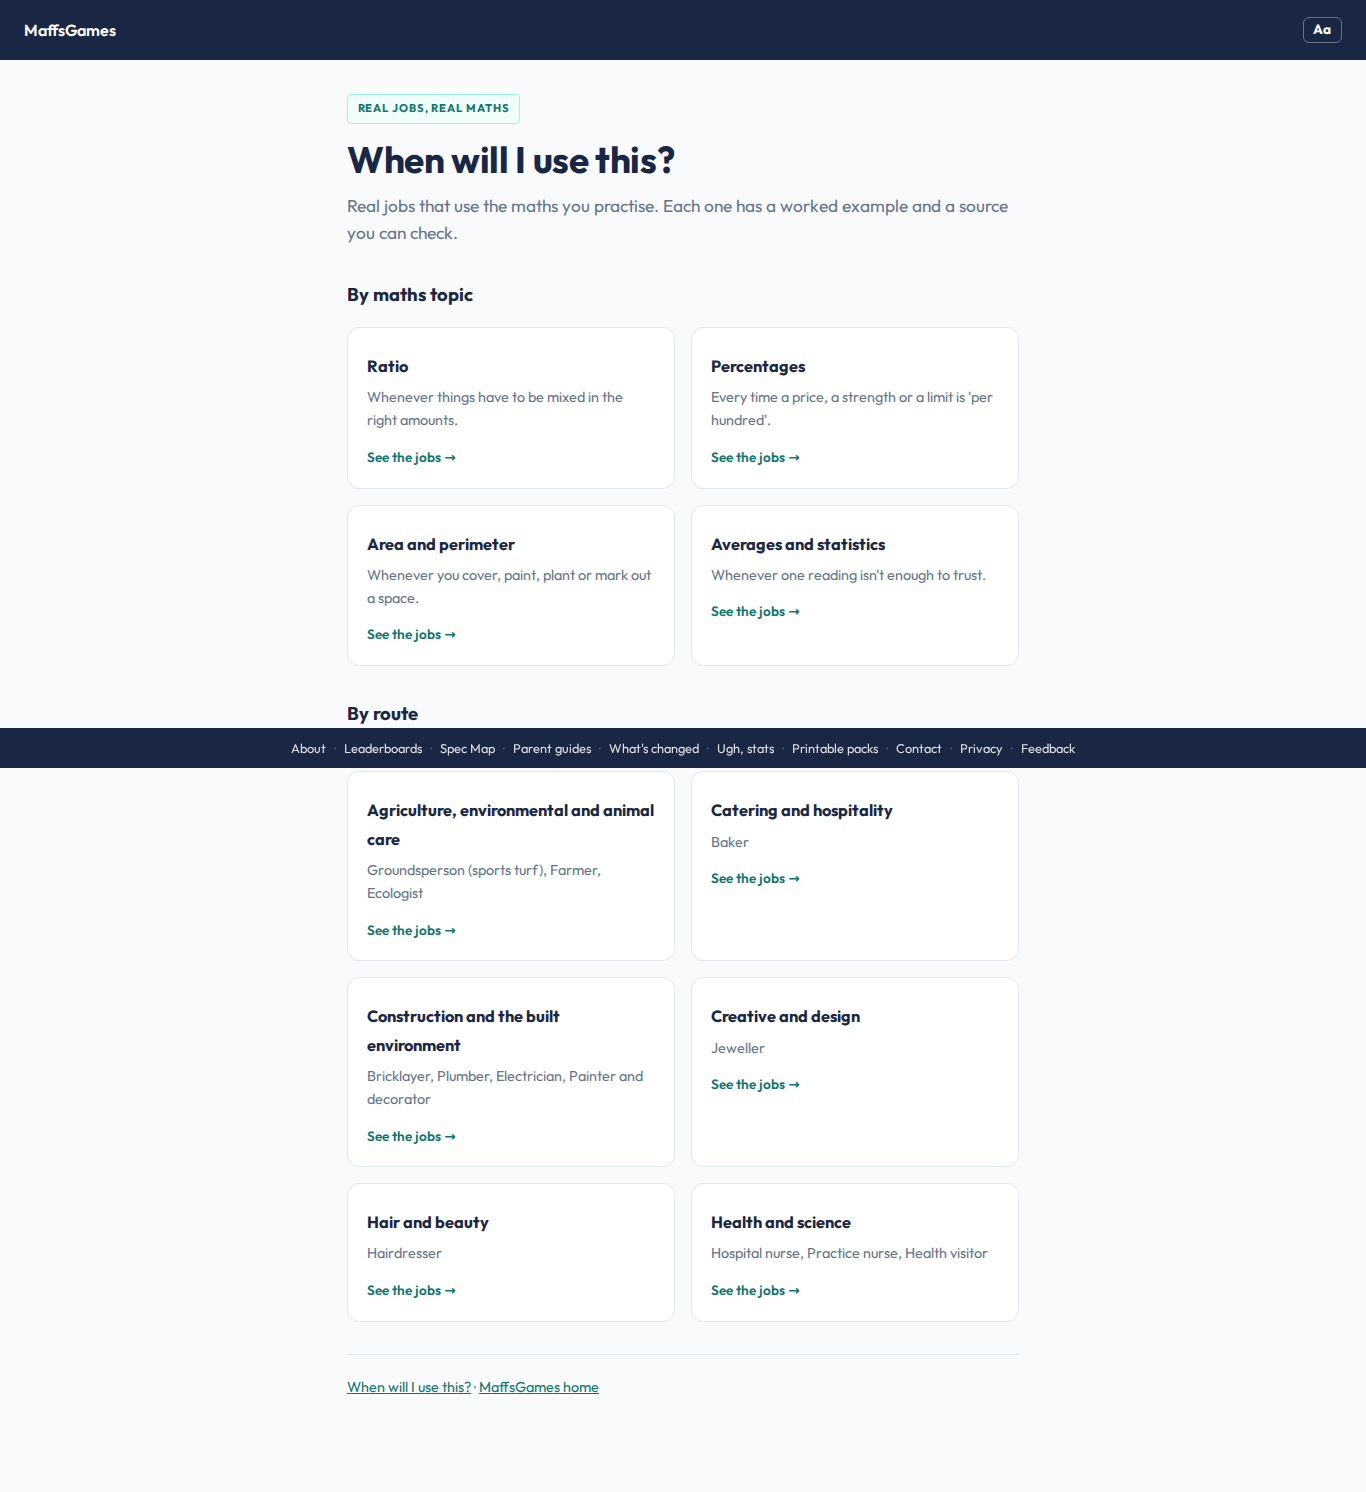 MaffsGames
Aa
REAL JOBS, REAL MATHS
When will I use this?
Real jobs that use the maths you practise. Each one has a worked example and a source
you can check.
By maths topic
Ratio
Whenever things have to be mixed in the
right amounts.
See the jobs →
Percentages
Every time a price, a strength or a limit is 'per
hundred'.
See the jobs →
Area and perimeter
Whenever you cover, paint, plant or mark out
a space.
See the jobs →
Averages and statistics
Whenever one reading isn't enough to trust.
See the jobs →
By route
About · Leaderboards · Spec Map · Parent guides · What's changed · Ugh, stats · Printable packs · Contact · Privacy · Feedback
Agriculture, environmental and animal
care
Groundsperson (sports turf), Farmer,
Ecologist
See the jobs →
Catering and hospitality
Baker
See the jobs →
Construction and the built
environment
Bricklayer, Plumber, Electrician, Painter and
decorator
See the jobs →
Creative and design
Jeweller
See the jobs →
Hair and beauty
Hairdresser
See the jobs →
Health and science
Hospital nurse, Practice nurse, Health visitor
See the jobs →
When will I use this? · MaffsGames home